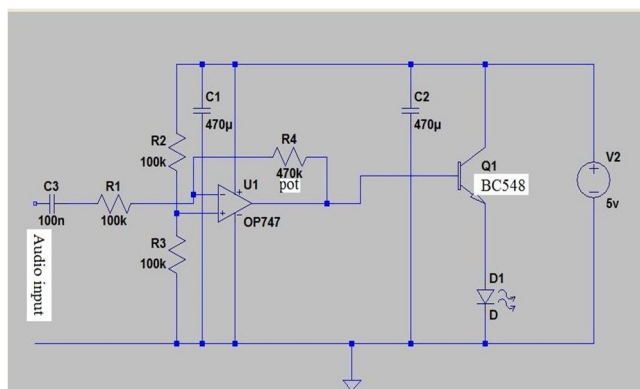 C1
470µ
C2
470µ
R4
470k
pot
R2
100k
C3
100n
R1
100k
U1
OP747
Q1
BC548
V2
5v
Audio input
R3
100k
D1
D